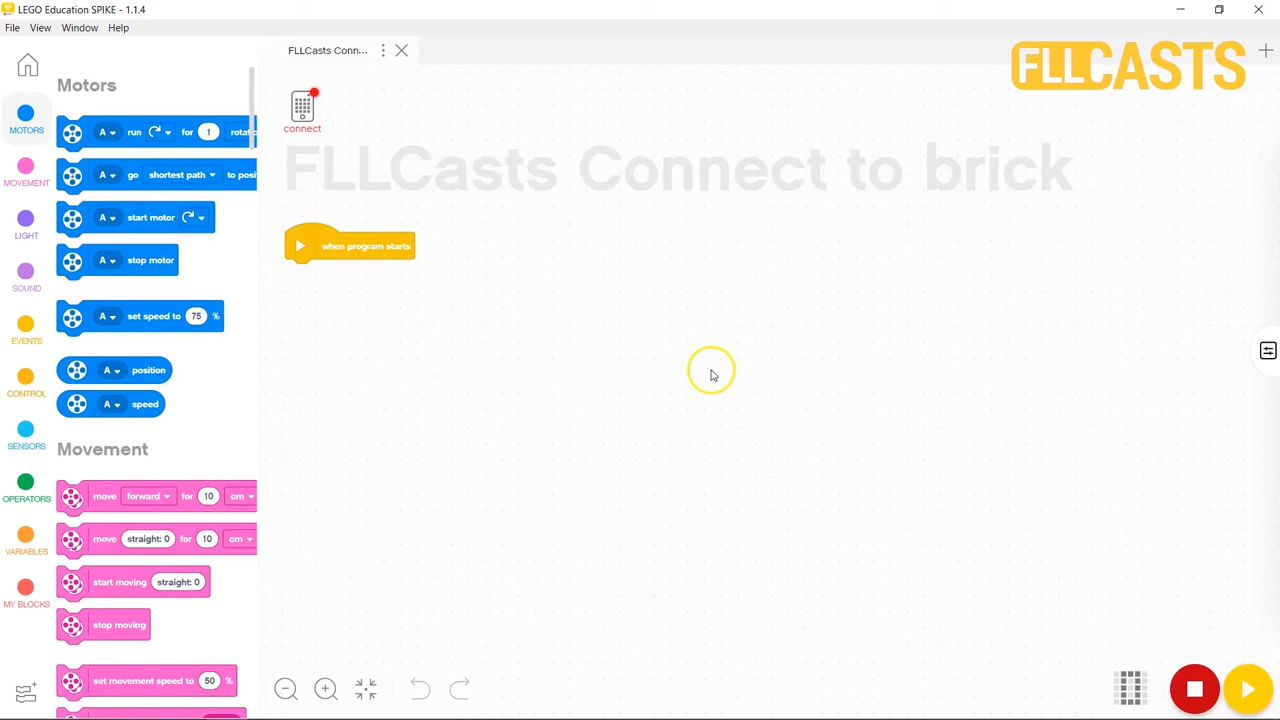 LEGO Education SPIKE - 1.1.4
File View Window Help
FLLCasts Conn...
FLLCASTS
connect
FLLCasts Connect to brick
when program starts
MOTORS
MOVEMENT
LIGHT
SOUND
EVENTS
CONTROL
SENSORS
OPERATORS
VARIABLES
MY BLOCKS
Motors
A run for 1
A go shortest path
A start motor
A stop motor
A set speed to 75 %
A position
A speed
Movement
move forward for 10 cm
move straight: 0 for 10 cm
start moving straight: 0
stop moving
set movement speed to 50 %